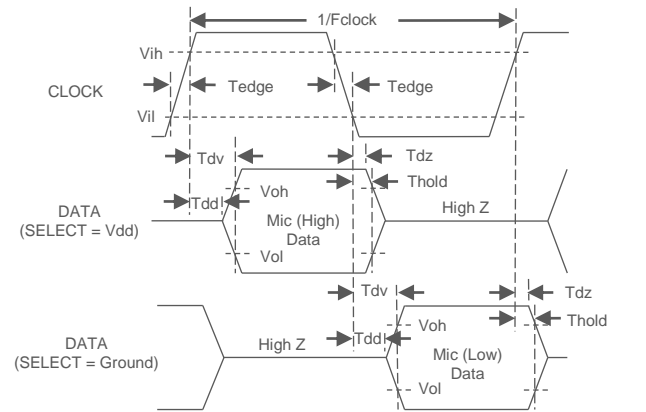 1/Fclock
Vih
Tedge
Tedge
CLOCK
Vil
Tdv
Tdz
Thold
Tdd
Voh
DATA
(SELECT = Vdd)
Mic (High)
Data
High Z
Vol
Tdv
Tdz
Thold
Tdd
Voh
DATA
(SELECT = Ground)
High Z
Mic (Low)
Data
Vol